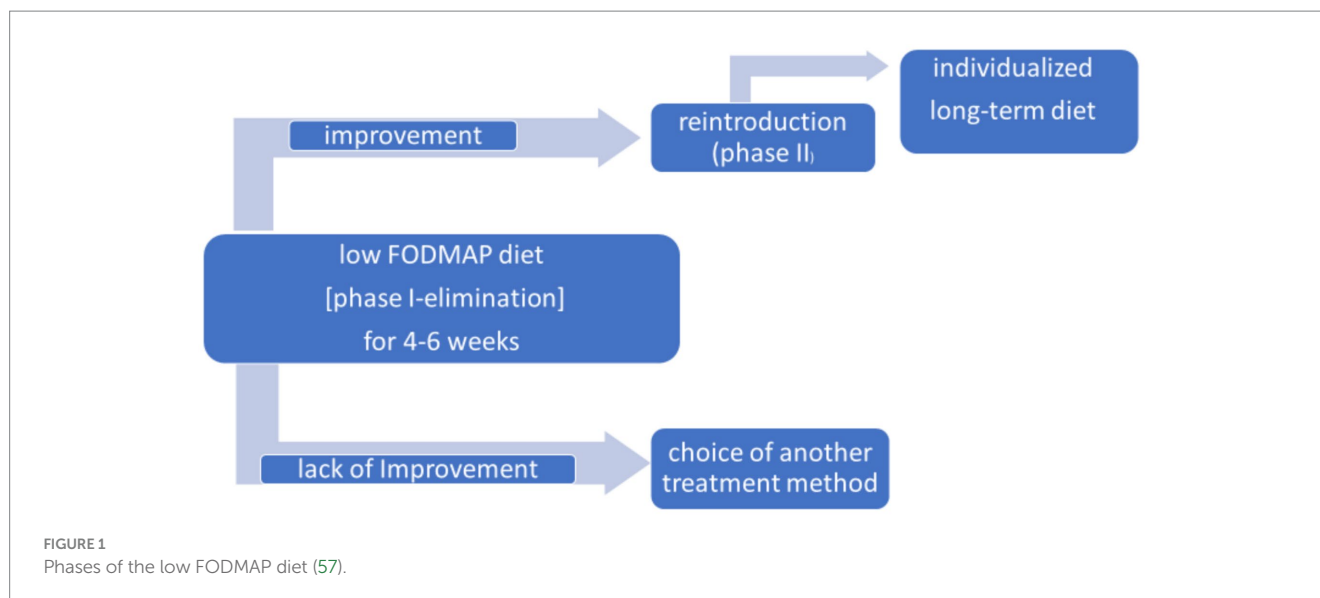 individualized
long-term diet
improvement
reintroduction
(phase II)
low FODMAP diet
[phase I-elimination]
for 4-6 weeks
lack of Improvement
choice of another
treatment method
FIGURE 1
Phases of the low FODMAP diet (57).